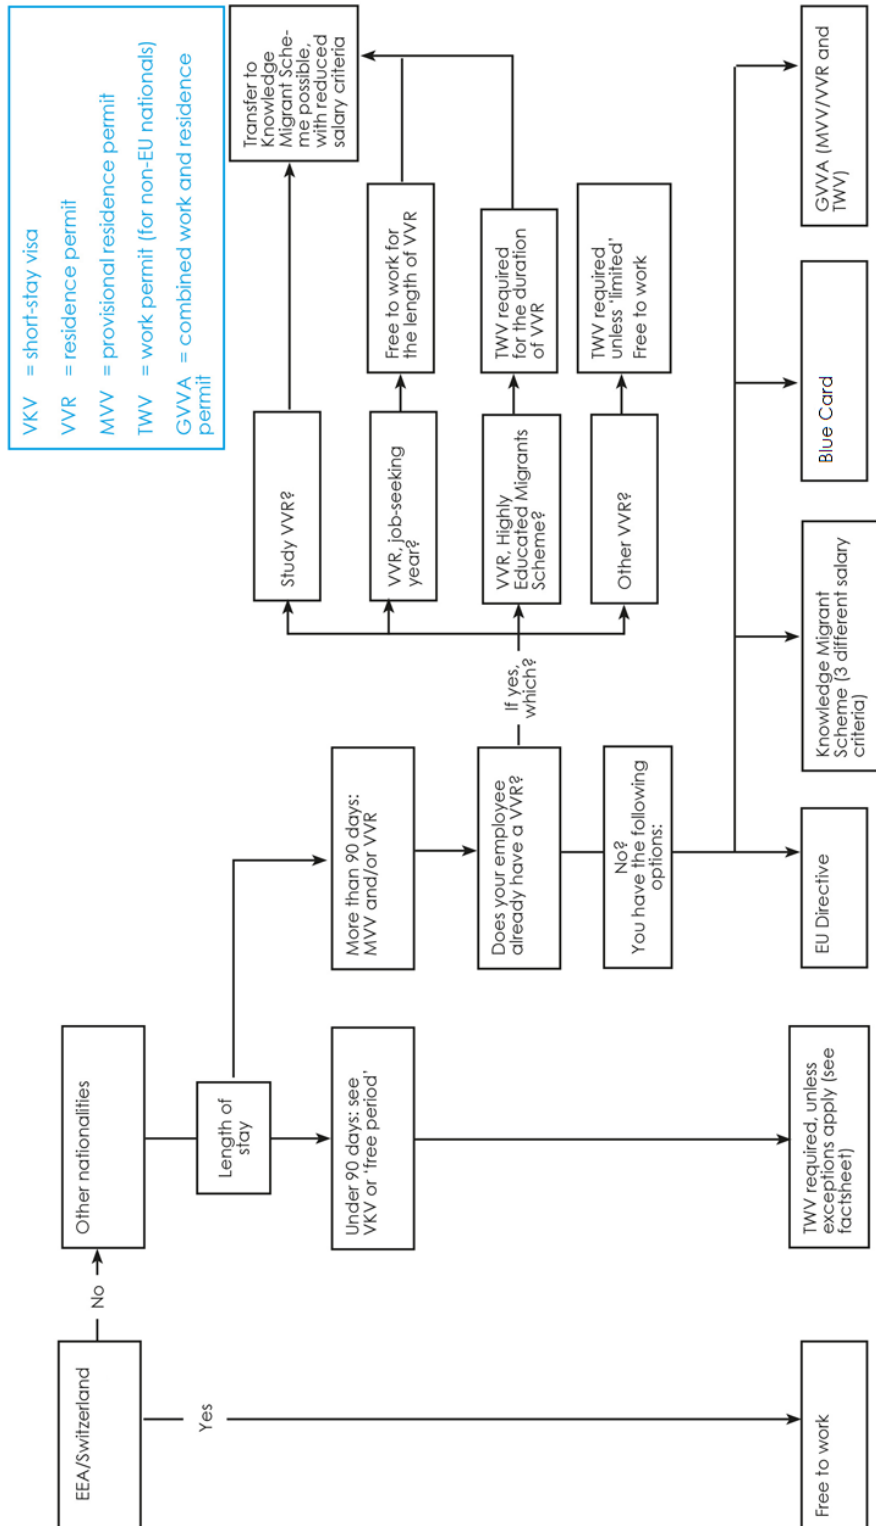 EEA/Switzerland
No
Yes
Free to work
Other nationalities
Length of
stay
Under 90 days: see
VKV or ‘free period’
TWV required, unless
exceptions apply (see
factsheet)
More than 90 days:
MVV and/or VVR
Does your employee
already have a VVR?
If yes,
which?
No?
You have the following
options:
EU Directive
Knowledge Migrant
Scheme (3 different salary
criteria)
Blue Card
GVVA (MVV/VVR and
TWV)
Study VVR?
VVR, job-seeking
year?
VVR, Highly
Educated Migrants
Scheme?
Other VVR?
Free to work for
the length of VVR
TWV required
for the duration
of VVR
TWV required
unless ‘limited’
Free to work
Transfer to
Knowledge
Migrant Sche-
me possible,
with reduced
salary criteria
VKV = short-stay visa
VVR = residence permit
MVV = provisional residence permit
TWV = work permit (for non-EU nationals)
GVVA = combined work and residence
permit